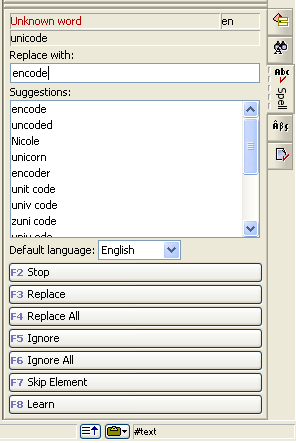 Unknown word en
unicode
Replace with:
encode
Suggestions:
encode
uncoded
Nicole
unicorn
encoder
unit code
univ code
zuni code
Default language: English
F2 Stop
F3 Replace
F4 Replace All
F5 Ignore
F6 Ignore All
F7 Skip Element
F8 Learn
#text
Abc
Spell
Âβς